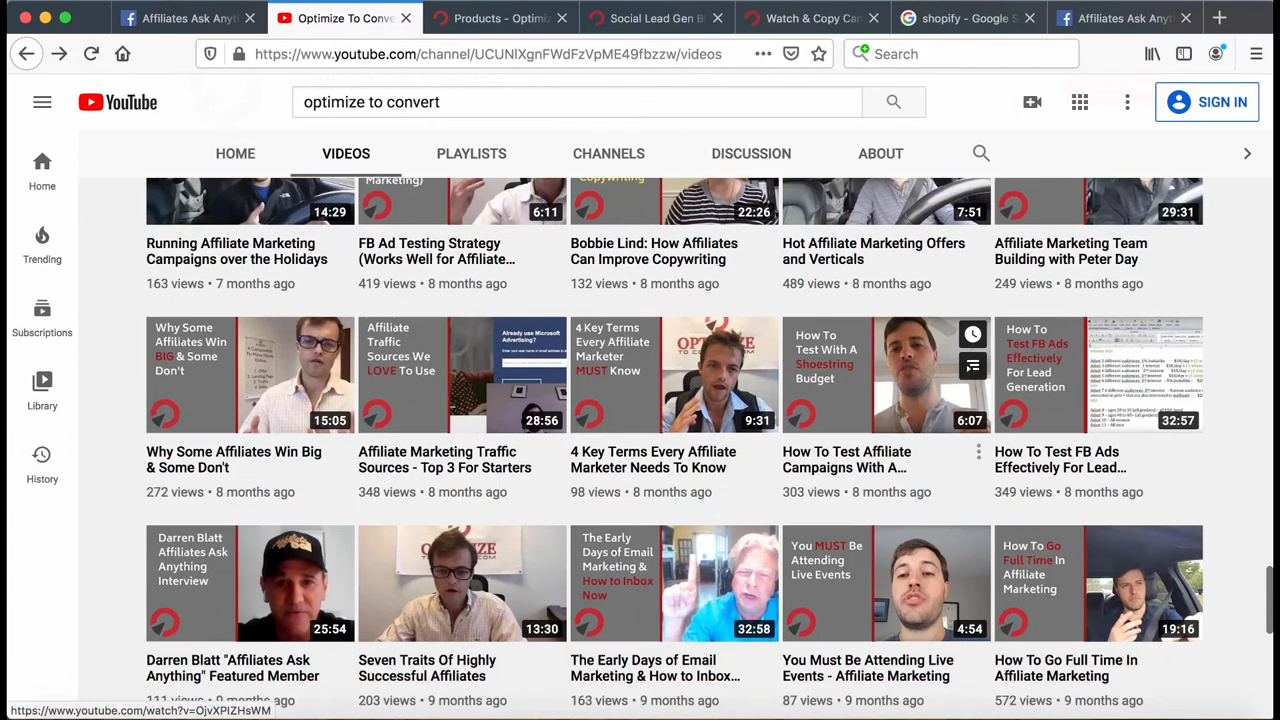 Affiliates Ask Anyt
Optimize To Conve
Products - Optimiz
Social Lead Gen Bl
Watch & Copy Can
shopify - Google S
Affiliates Ask Anyt
https://www.youtube.com/channel/UCUNIXgnFWdFzVpME49fbzzw/videos
Search
YouTube
optimize to convert
SIGN IN
HOME
VIDEOS
PLAYLISTS
CHANNELS
DISCUSSION
ABOUT
Home
Trending
Subscriptions
Library
History
14:29
Marketing)
6:11
Copywriting
22:26
7:51
29:31
Running Affiliate Marketing
Campaigns over the Holidays
163 views • 7 months ago
FB Ad Testing Strategy
(Works Well for Affiliate...
419 views • 8 months ago
Bobbie Lind: How Affiliates
Can Improve Copywriting
132 views • 8 months ago
Hot Affiliate Marketing Offers
and Verticals
489 views • 8 months ago
Affiliate Marketing Team
Building with Peter Day
249 views • 8 months ago
Why Some
Affiliates Win
BIG & Some
Don't
15:05
Affiliate
Traffic
Sources We
LOVE To Use
Already use Microsoft
Advertising?
28:56
4 Key Terms
Every Affiliate
Marketer
MUST Know
OPTIMIZE
9:31
How To
Test With A
Shoestring
Budget
6:07
How To
Test FB Ads
Effectively
For Lead
Generation
32:57
Why Some Affiliates Win Big
& Some Don't
272 views • 8 months ago
Affiliate Marketing Traffic
Sources - Top 3 For Starters
348 views • 8 months ago
4 Key Terms Every Affiliate
Marketer Needs To Know
98 views • 8 months ago
How To Test Affiliate
Campaigns With A...
303 views • 8 months ago
How To Test FB Ads
Effectively For Lead...
349 views • 8 months ago
Darren Blatt
Affiliates Ask
Anything
Interview
25:54
13:30
The Early
Days of Email
Marketing &
How to Inbox
Now
32:58
You MUST Be
Attending
Live Events
4:54
How To Go
Full Time In
Affiliate
Marketing
19:16
Darren Blatt "Affiliates Ask
Anything" Featured Member
111 views • 9 months ago
Seven Traits Of Highly
Successful Affiliates
203 views • 9 months ago
The Early Days of Email
Marketing & How to Inbox...
163 views • 9 months ago
You Must Be Attending Live
Events - Affiliate Marketing
87 views • 9 months ago
How To Go Full Time In
Affiliate Marketing
572 views • 9 months ago
https://www.youtube.com/watch?v=OjvXPIZHsWM